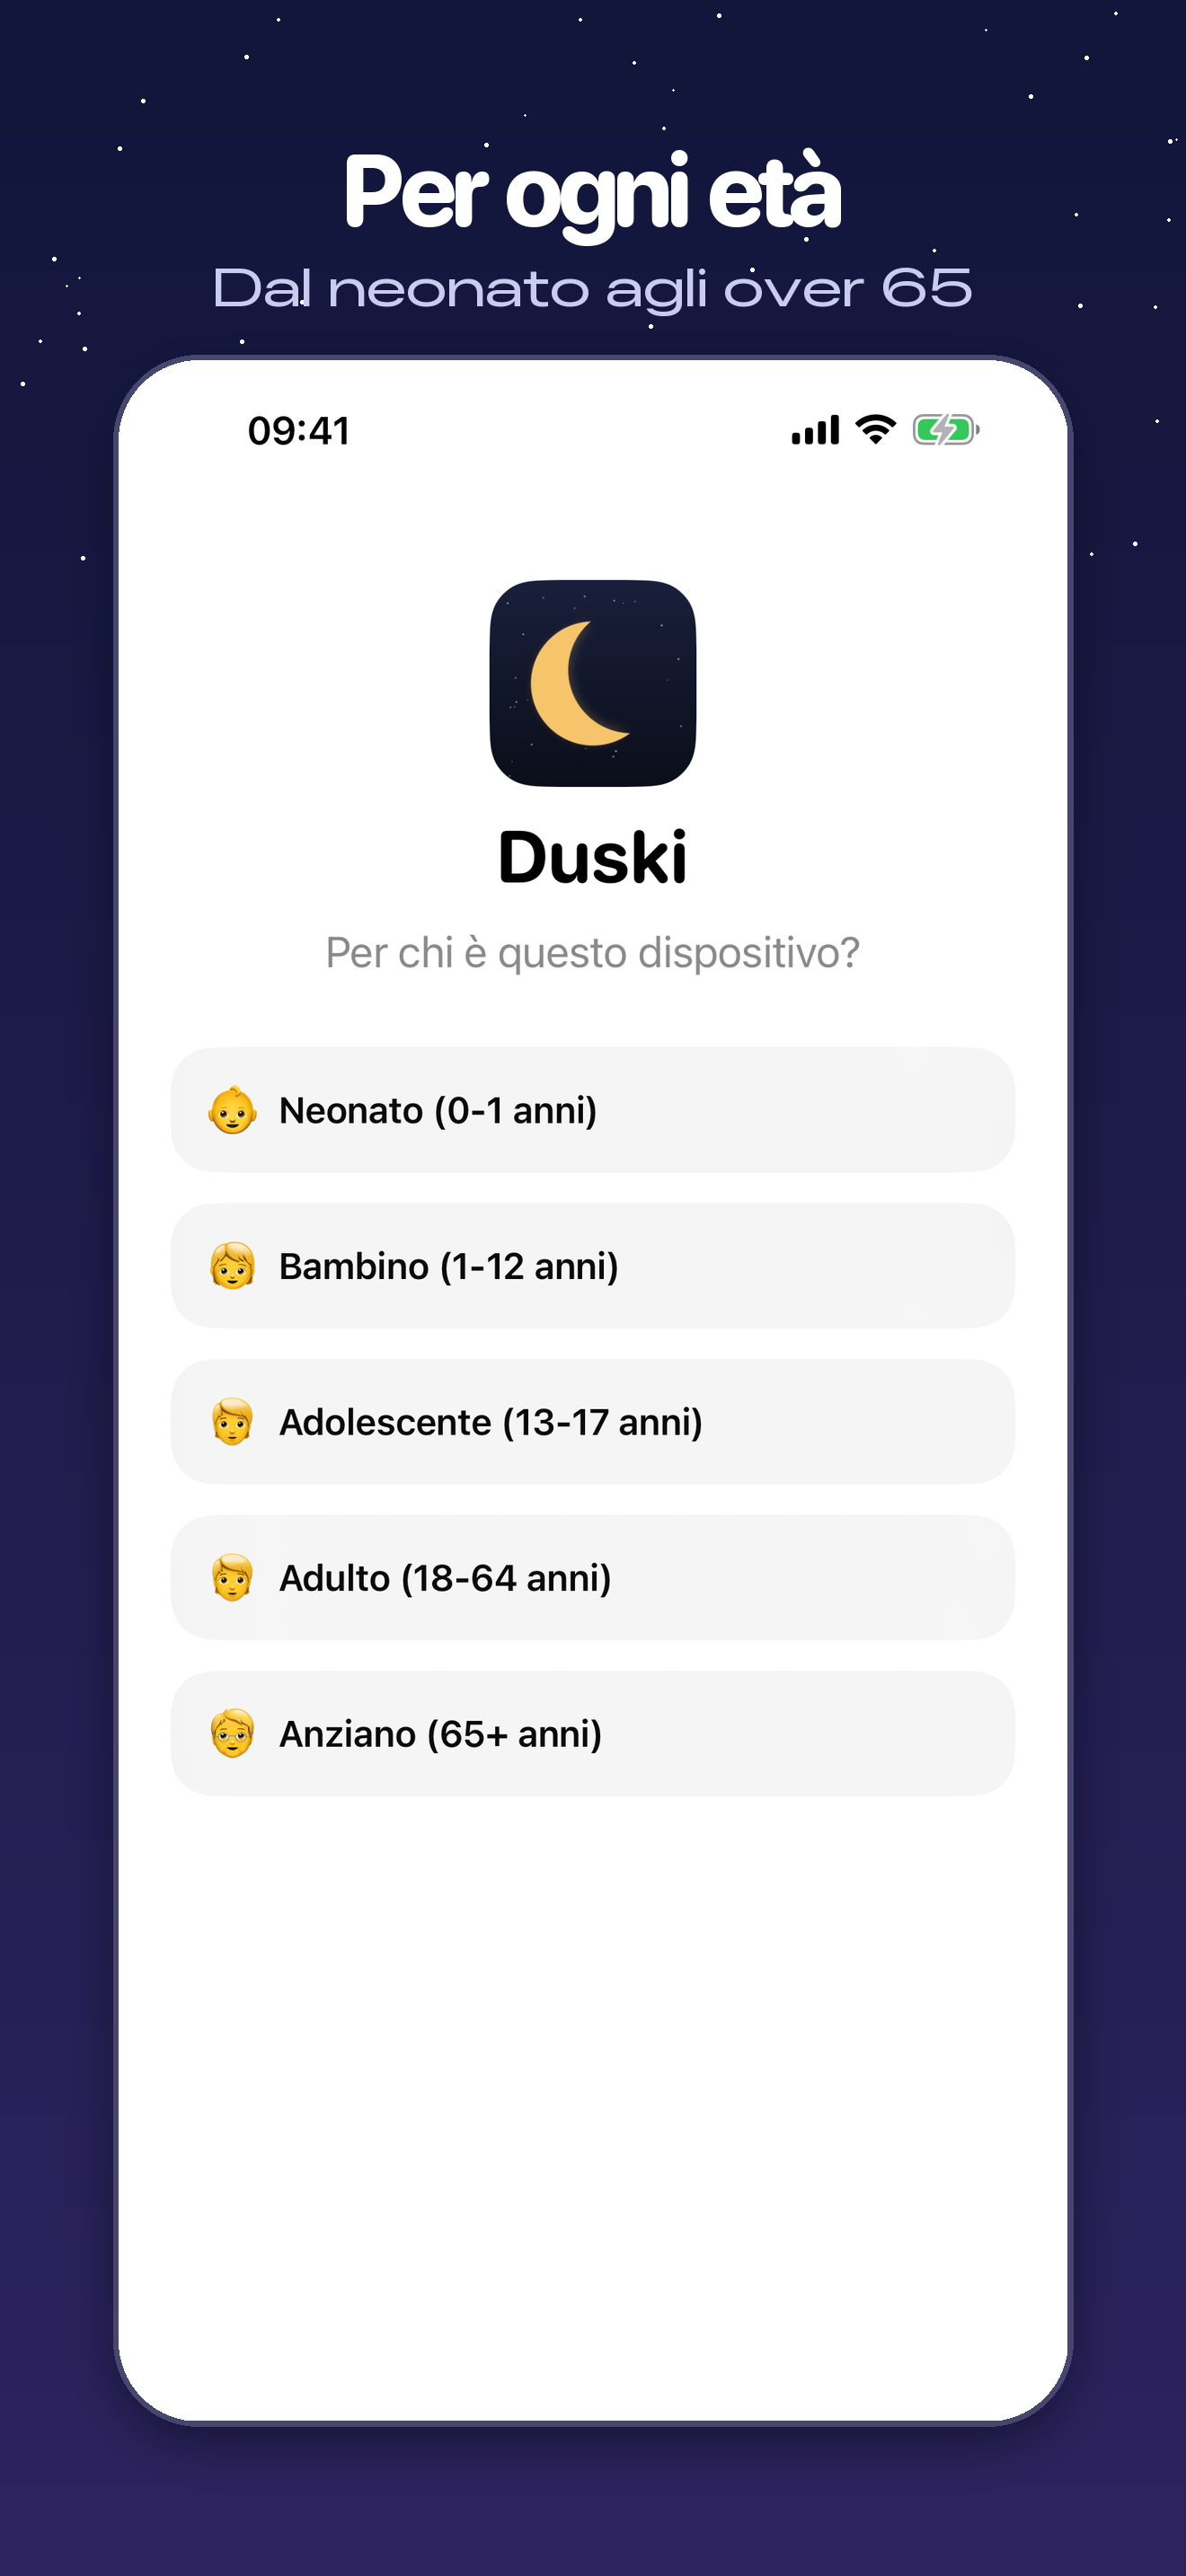 Per ogni età
Dal neonato agli over 65
09:41
Duski
Per chi è questo dispositivo?
Neonato (0-1 anni)
Bambino (1-12 anni)
Adolescente (13-17 anni)
Adulto (18-64 anni)
Anziano (65+ anni)